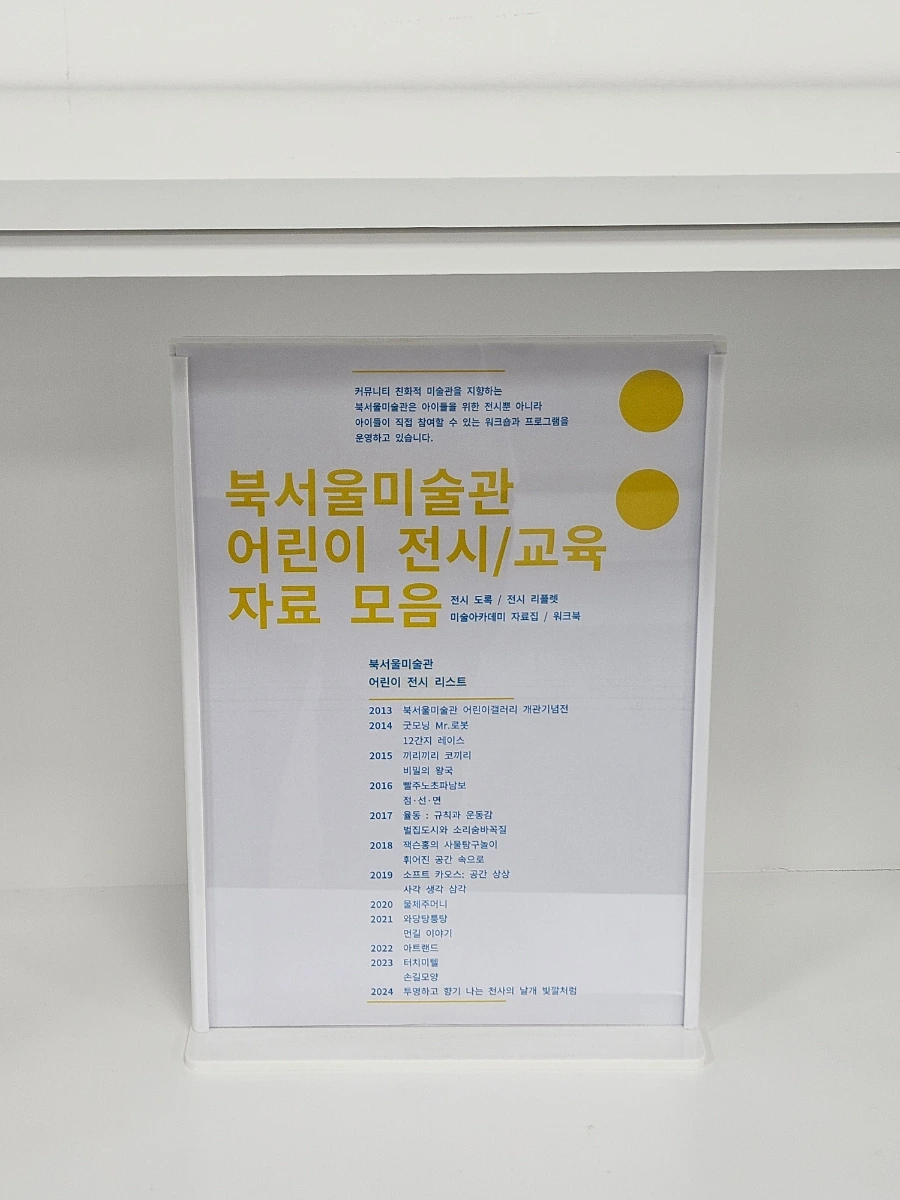 커뮤니티 친화적 미술관을 지향하는
북서울미술관은 아이들을 위한 전시뿐 아니라
아이들이 직접 참여할 수 있는 워크숍과 프로그램을
운영하고 있습니다.
북서울미술관
어린이 전시/교육
자료 모음
전시 도록 / 전시 리플렛
미술아카데미 자료집 / 워크북
북서울미술관
어린이 전시 리스트
2013 북서울미술관 어린이갤러리 개관기념전
2014 굿모닝 Mr.로봇
12간지 레이스
2015 끼리끼리 코끼리
비밀의 왕국
2016 빨주노초파남보
점·선·면
2017 율동 : 규칙과 운동감
벌집도시와 소리숨바꼭질
2018 잭슨홍의 사물탐구놀이
휘어진 공간 속으로
2019 소프트 카오스: 공간 상상
사각 생각 삼각
2020 물체주머니
2021 와당탕퉁탕
먼길 이야기
2022 아트랜드
2023 터치미텔
손길모양
2024 투명하고 향기 나는 천사의 날개 빛깔처럼